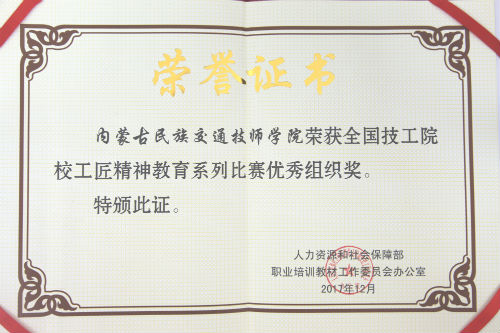 荣誉证书
内蒙古民族交通技师学院荣获全国技工院
校工匠精神教育系列比赛优秀组织奖。
特颁此证。
人力资源和社会保障部
职业培训教材工作委员会办公室
2017年12月